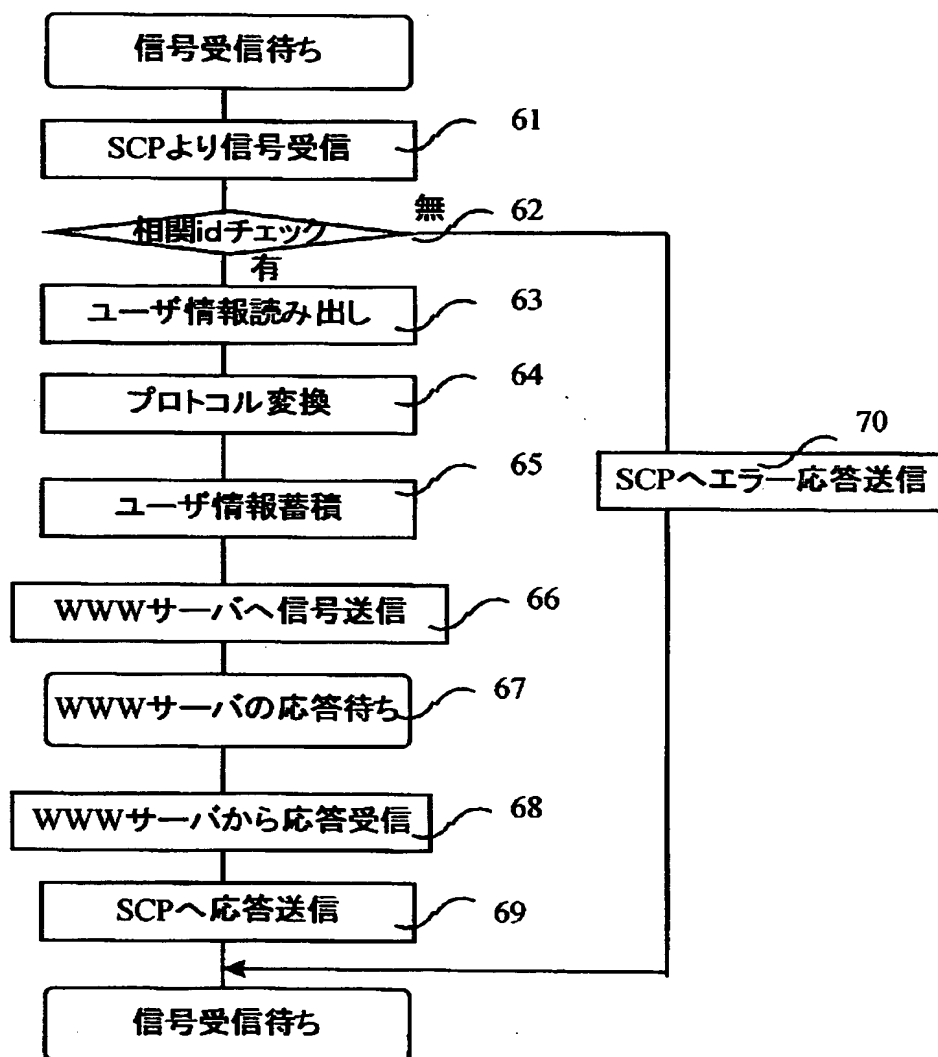 信号受信待ち
SCPより信号受信
61
相関idチェック
無
62
有
ユーザ情報読み出し
63
プロトコル変換
64
ユーザ情報蓄積
65
SCPへエラー応答送信
70
WWWサーバへ信号送信
66
WWWサーバの応答待ち
67
WWWサーバから応答受信
68
SCPへ応答送信
69
信号受信待ち